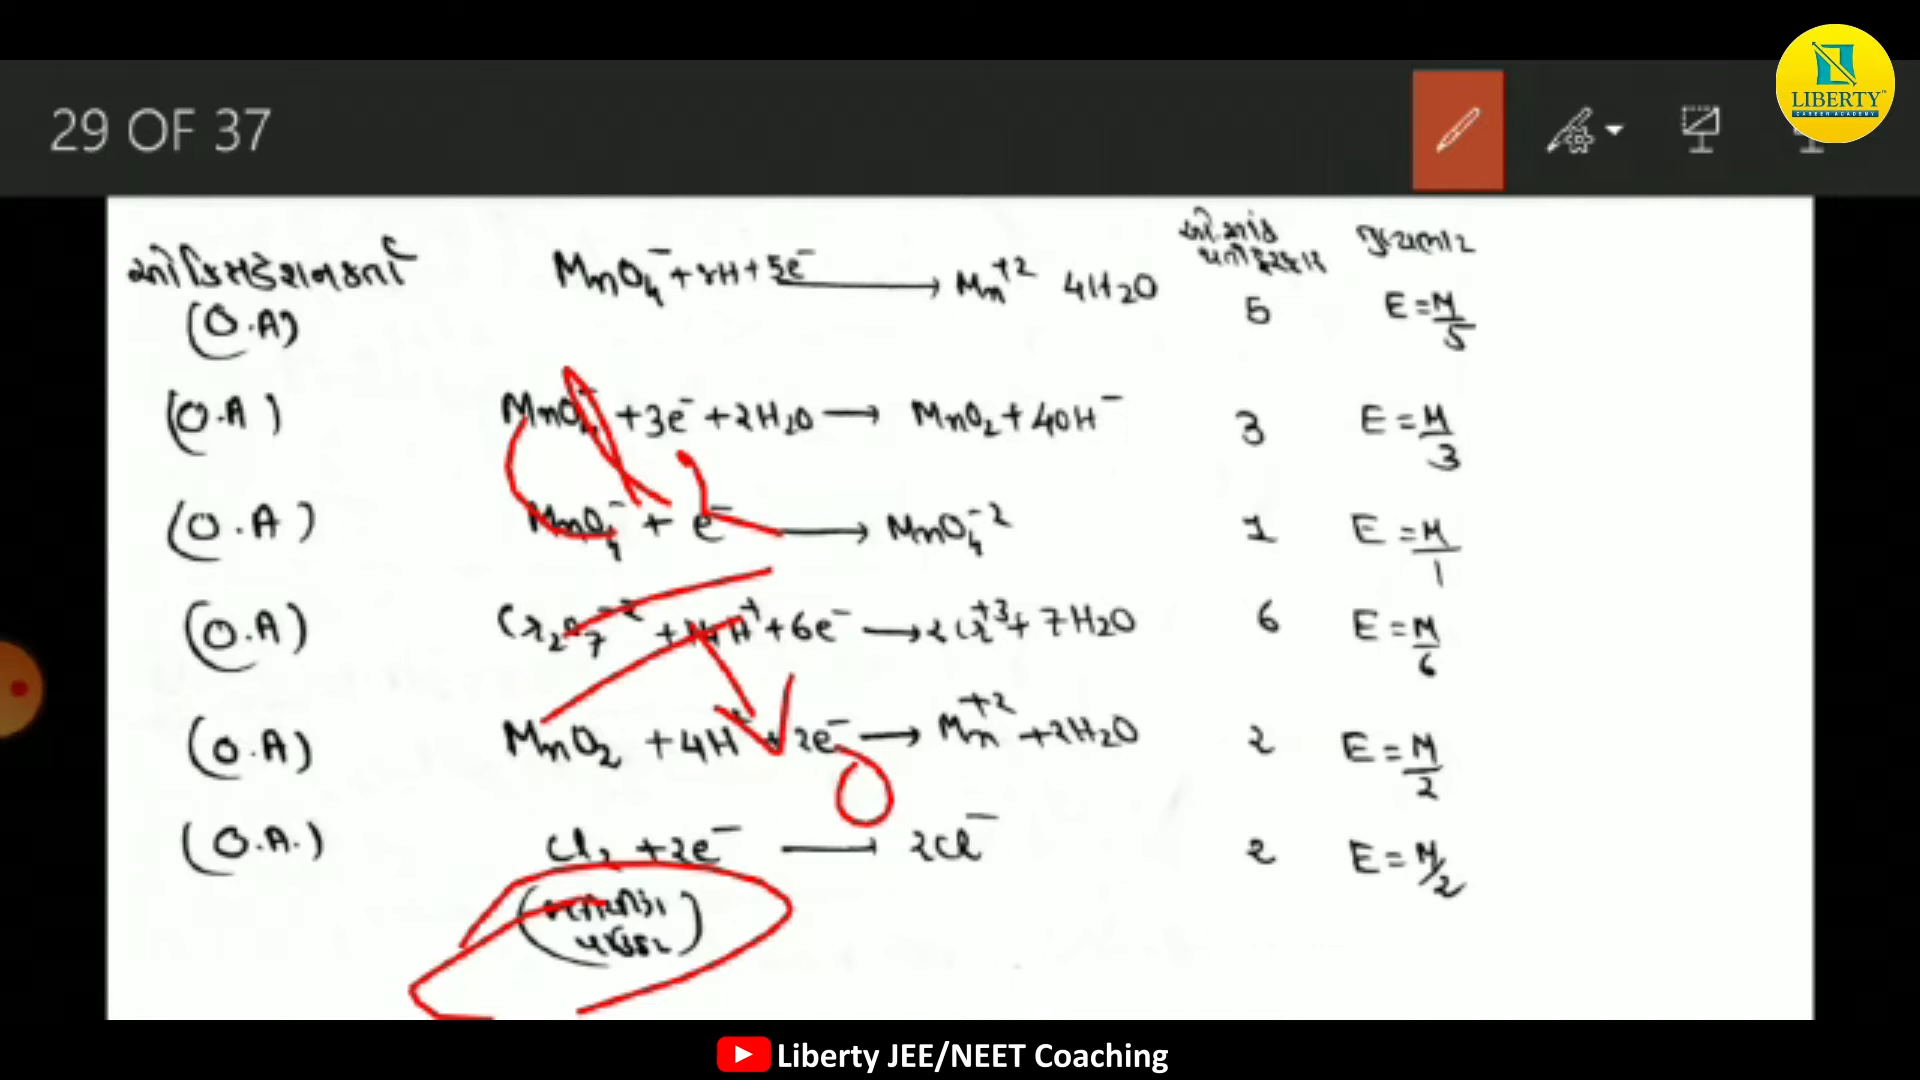 LIBERTY
CAREER ACADEMY
29 OF 37
ઓક્સિડેશનકર્તા MnO₄⁻ + 8H + 5e⁻ ⟶ Mn⁺² 4H₂O
(O.A) 5 E = M/5
(O.A) MnO₄⁻ + 3e⁻ + 2H₂O ⟶ MnO₂ + 4OH⁻ 3 E = M/3
(O.A) MnO₄⁻ + e⁻ ⟶ MnO₄⁻² 1 E = M/1
(O.A) Cr₂O₇⁻² + 14H⁺ + 6e⁻ ⟶ 2Cr⁺³ + 7H₂O 6 E = M/6
(O.A) MnO₂ + 4H⁺ + 2e⁻ ⟶ Mn⁺² + 2H₂O 2 E = M/2
(O.A.) Cl₂ + 2e⁻ ⟶ 2Cl⁻ 2 E = M/2
Liberty JEE/NEET Coaching